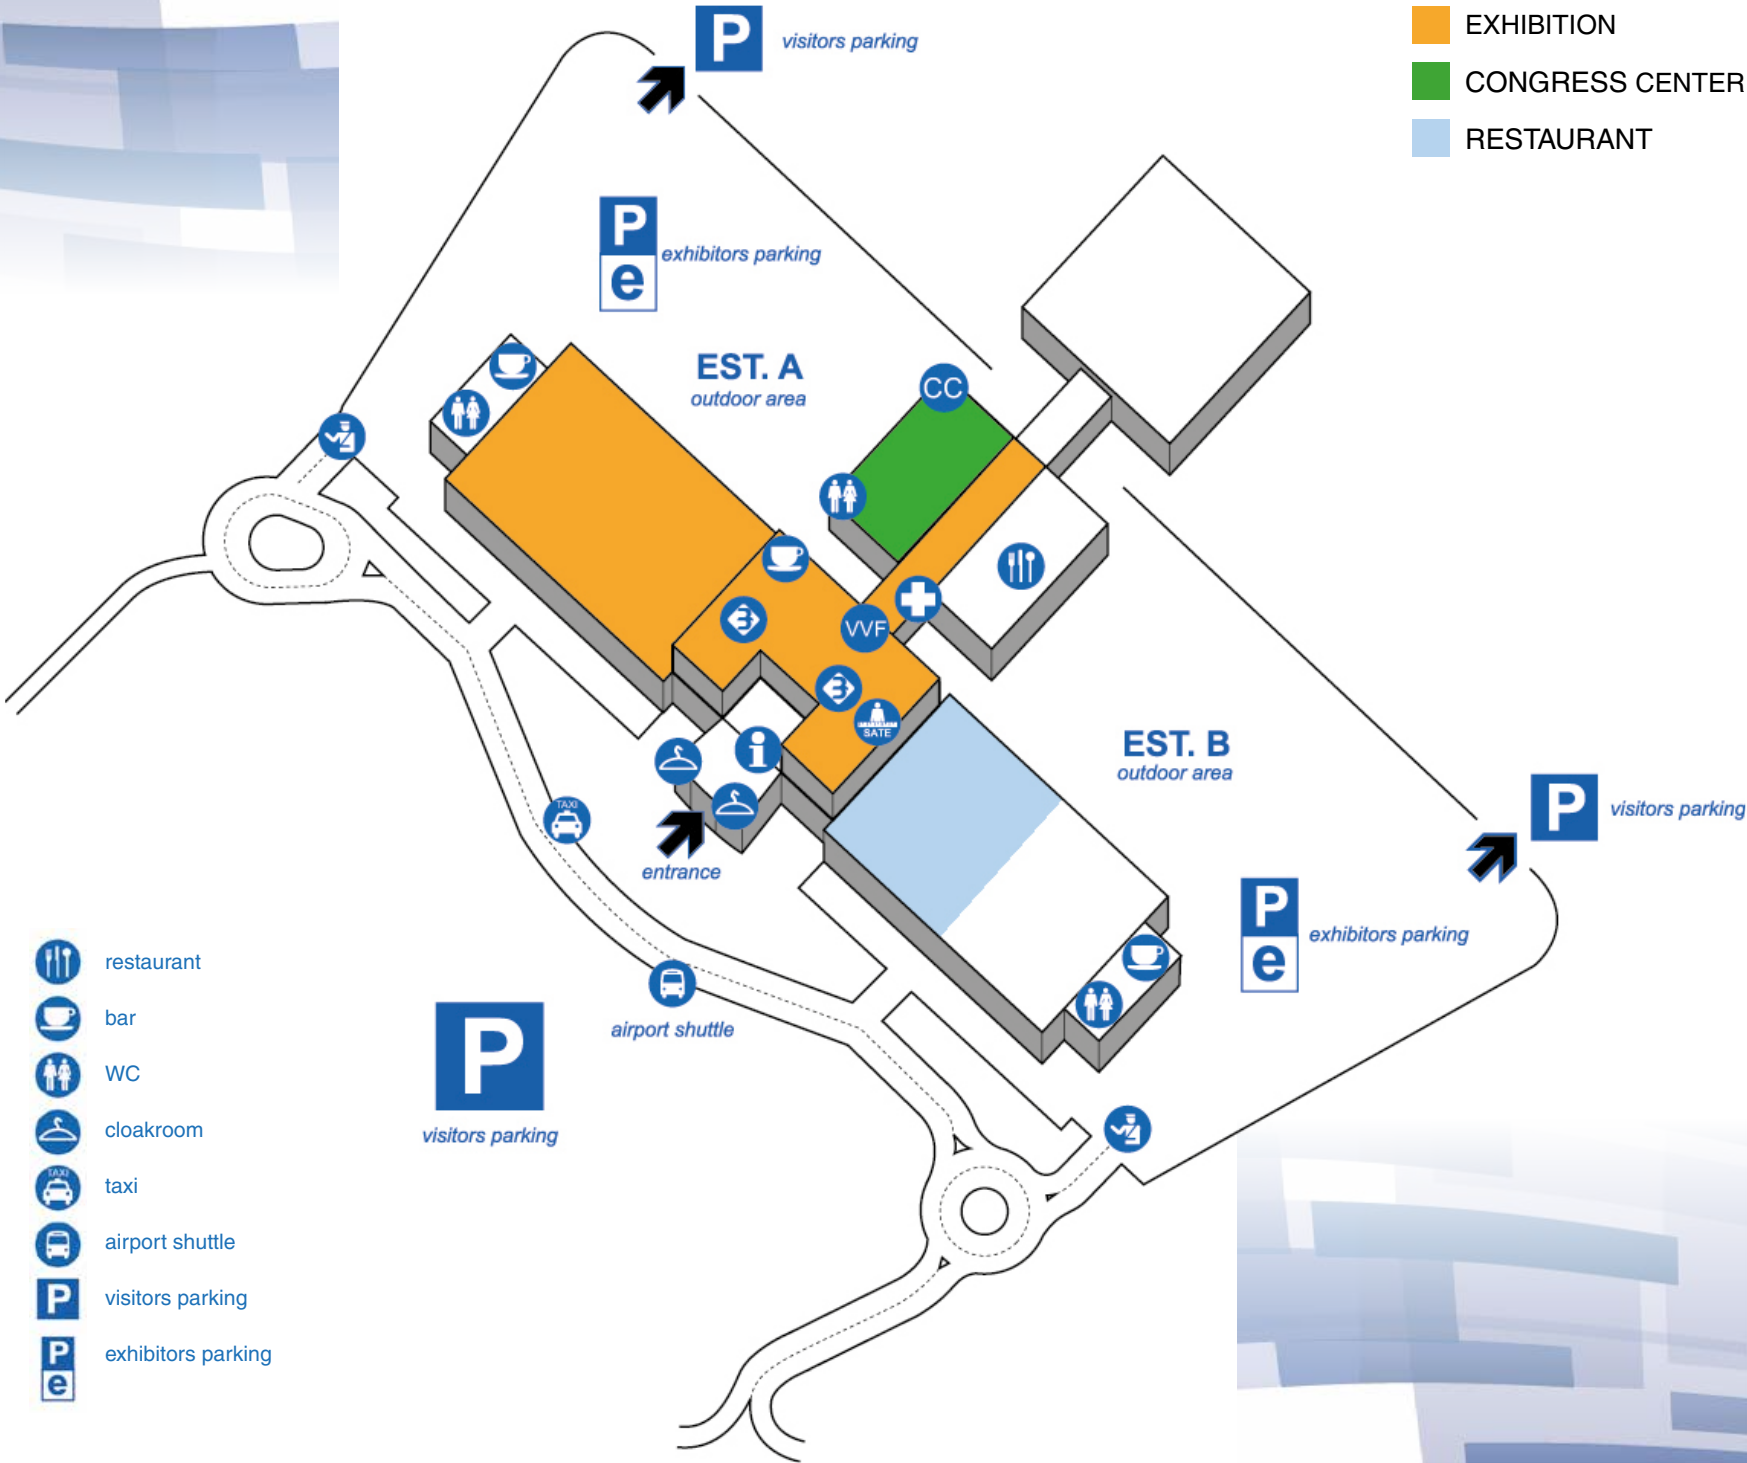 P visitors parking
EXHIBITION
CONGRESS CENTER
RESTAURANT
P
e
exhibitors parking
EST. A
outdoor area
CC
VVF
3
3
SATE
i
EST. B
outdoor area
P visitors parking
TAXI
entrance
P
e
exhibitors parking
airport shuttle
P
visitors parking
restaurant
bar
WC
cloakroom
TAXI
taxi
airport shuttle
P visitors parking
P
e
exhibitors parking